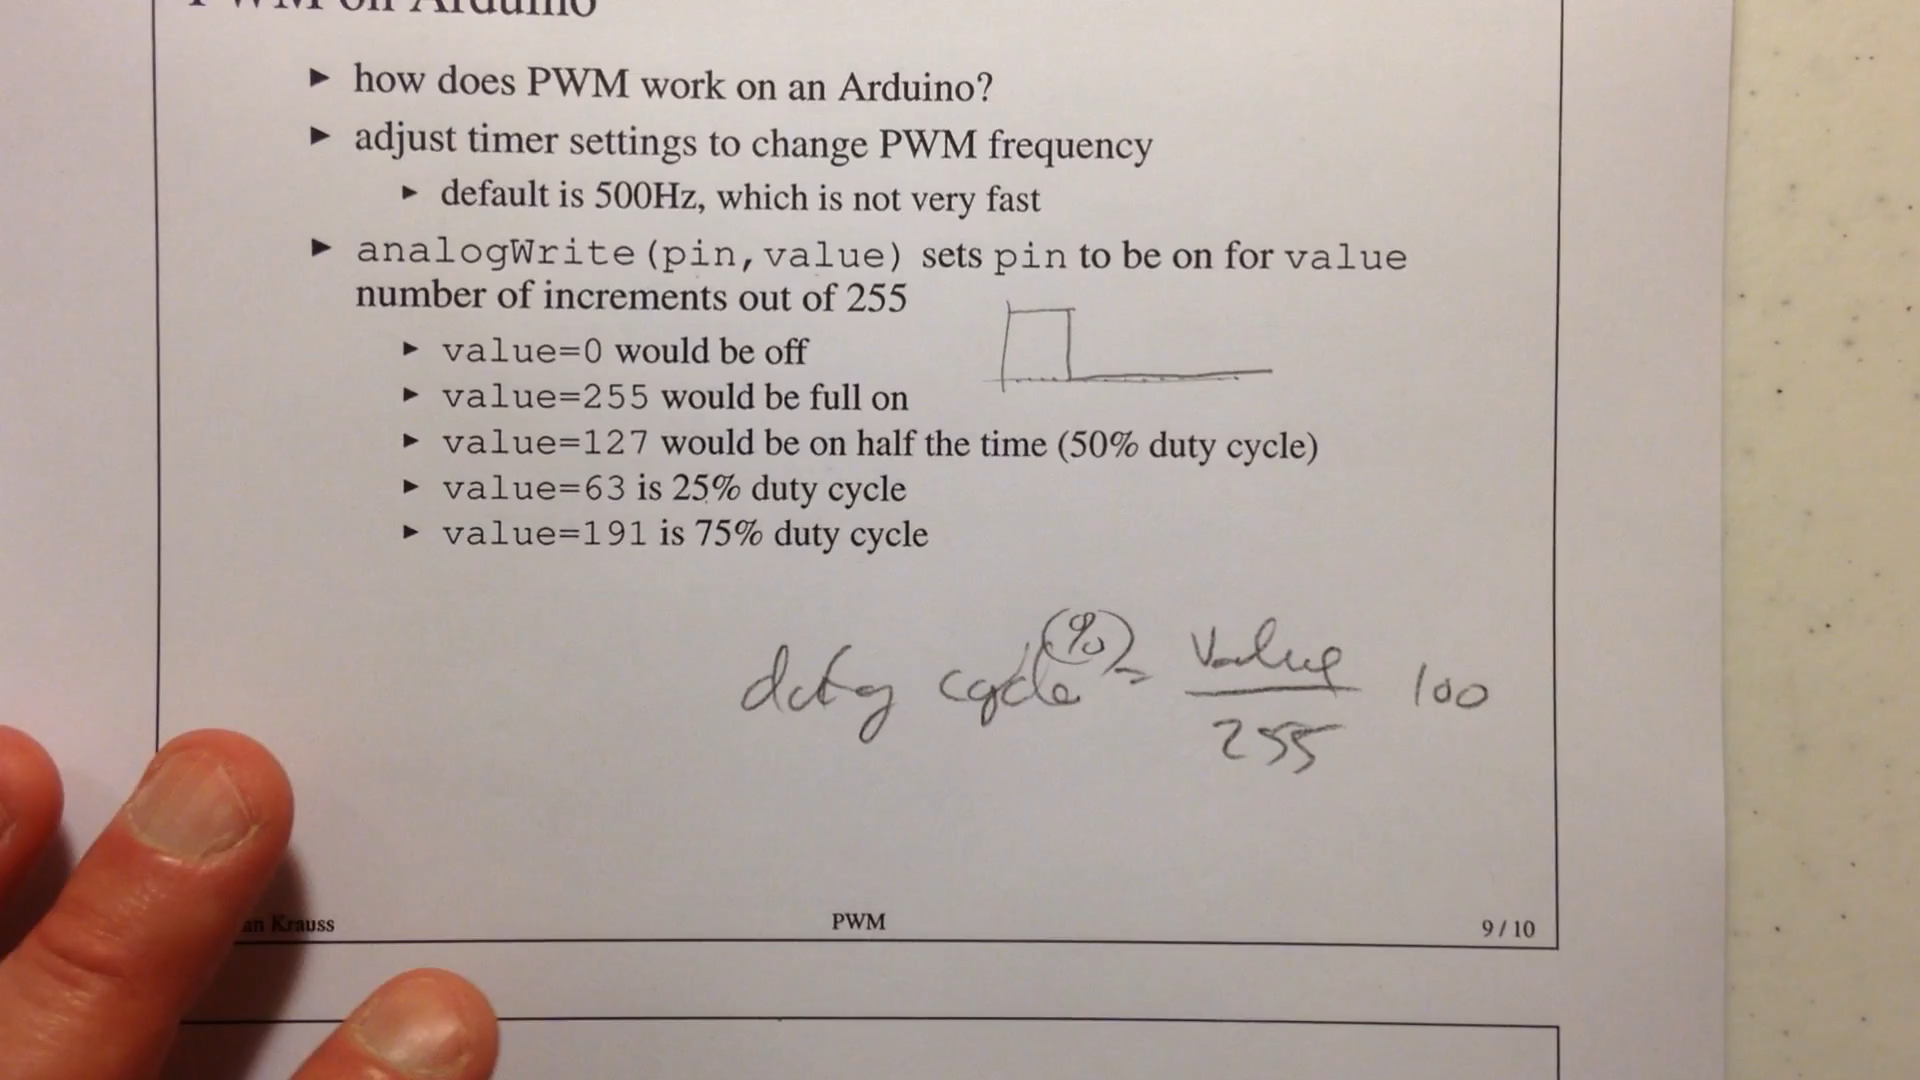 PWM on Arduino
► how does PWM work on an Arduino?
► adjust timer settings to change PWM frequency
► default is 500Hz, which is not very fast
► analogWrite(pin,value) sets pin to be on for value
number of increments out of 255
► value=0 would be off
► value=255 would be full on
► value=127 would be on half the time (50% duty cycle)
► value=63 is 25% duty cycle
► value=191 is 75% duty cycle
duty cycle (%) = value / 255 100
an Krauss PWM 9 / 10